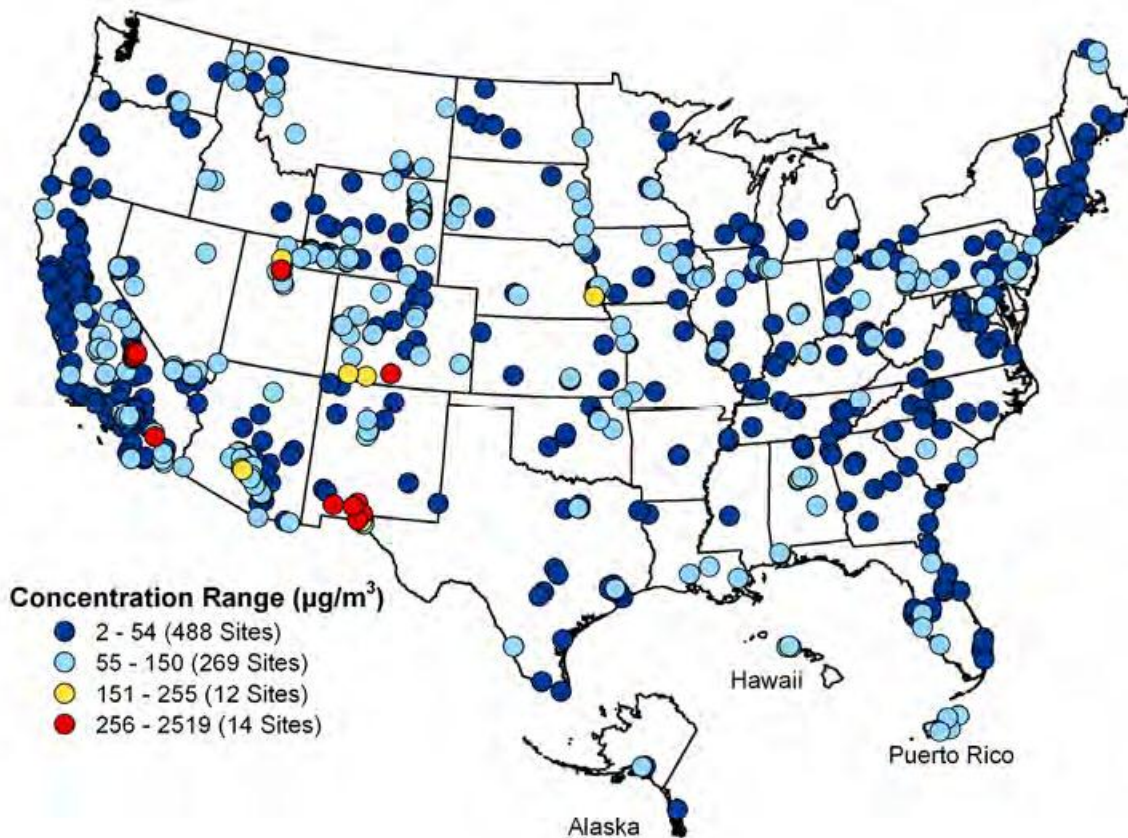 Concentration Range (µg/m³)
2 - 54 (488 Sites)
55 - 150 (269 Sites)
151 - 255 (12 Sites)
256 - 2519 (14 Sites)
Hawaii
Puerto Rico
Alaska